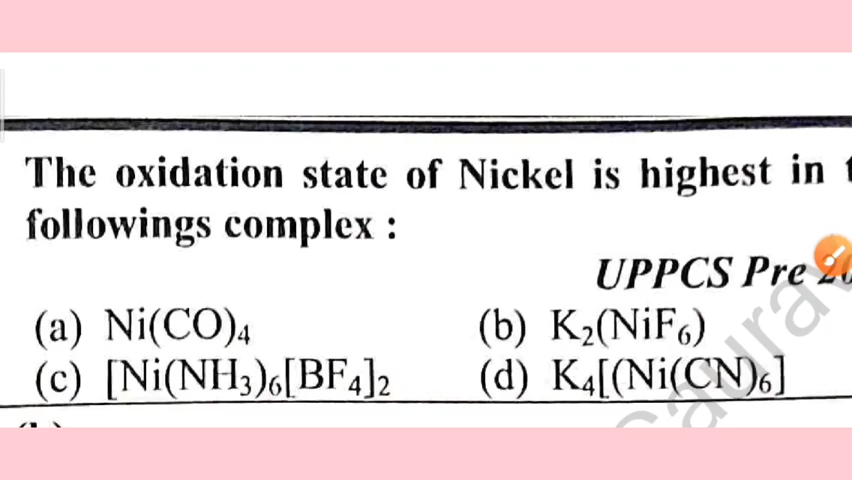 The oxidation state of Nickel is highest in
followings complex :
UPPCS Pre
(a) Ni(CO)₄ (b) K₂(NiF₆)
(c) [Ni(NH₃)₆[BF₄]₂ (d) K₄[(Ni(CN)₆]